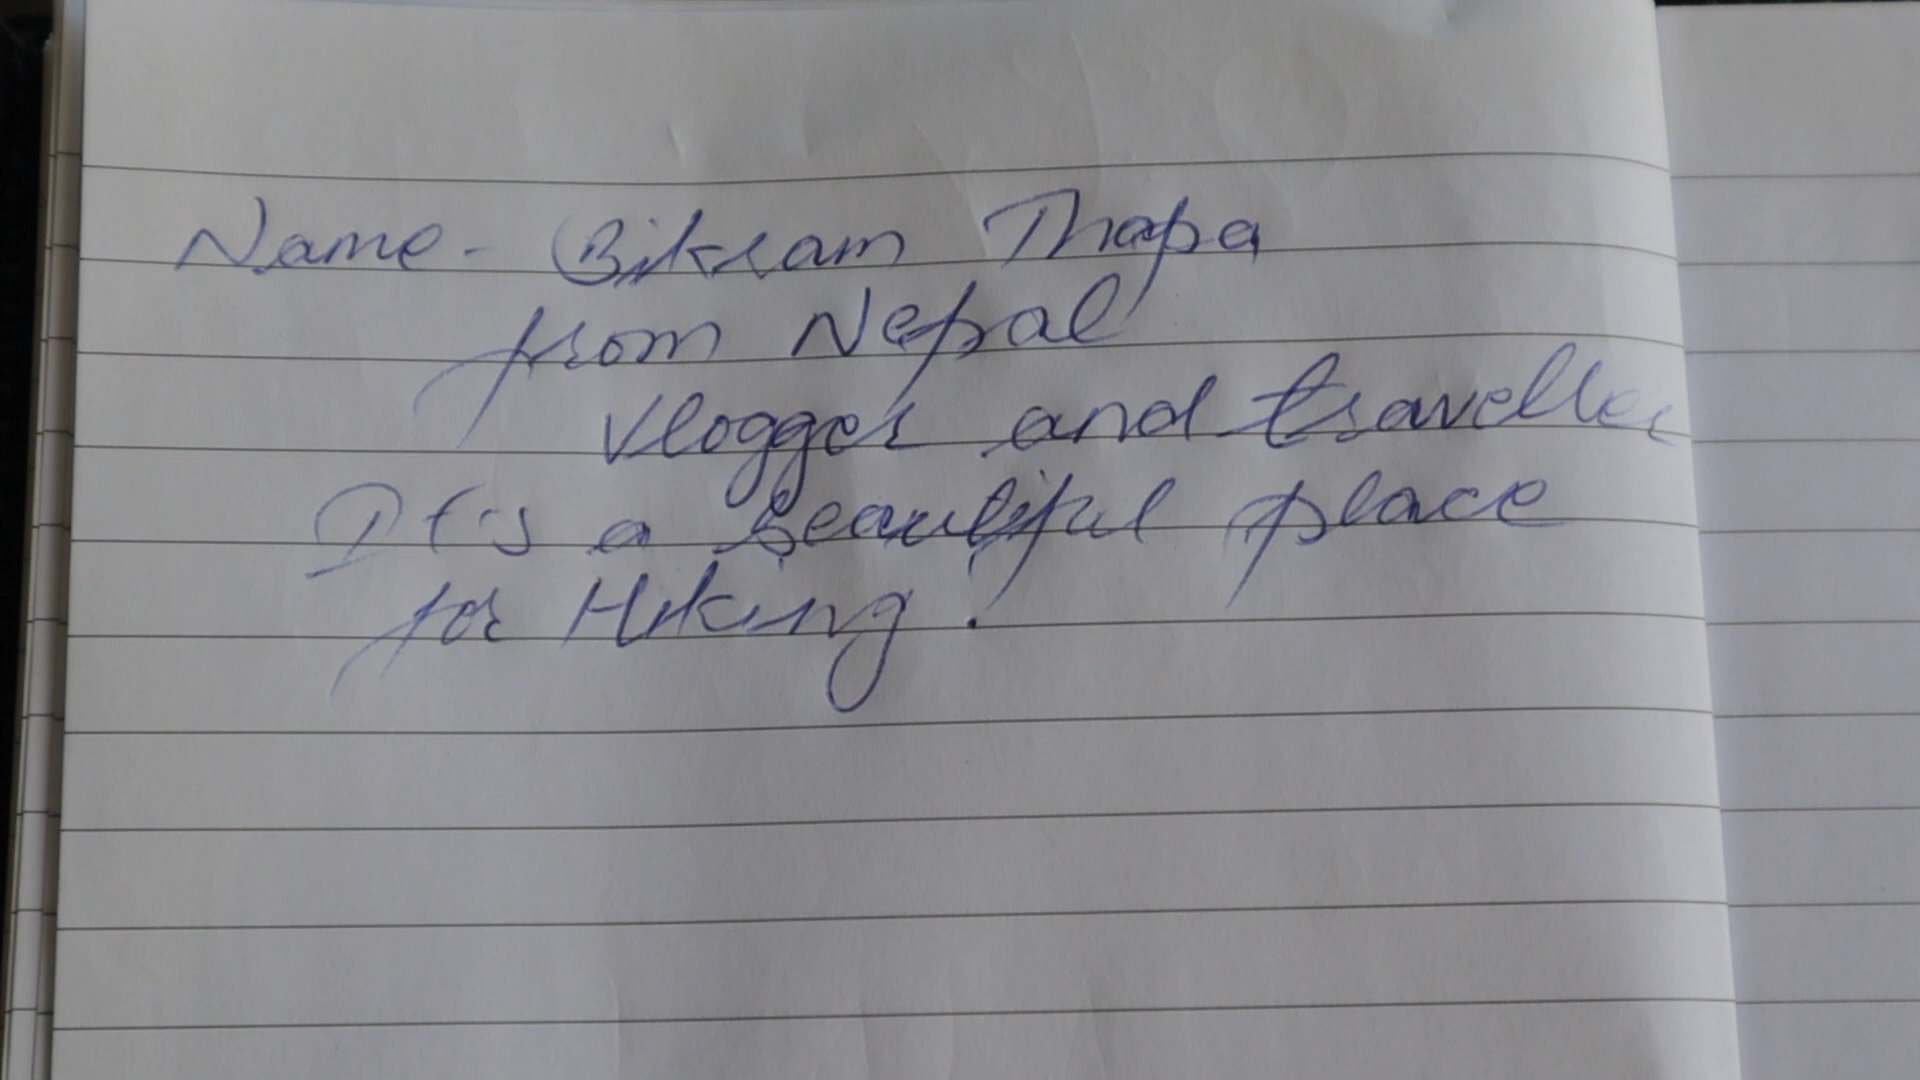 Name - Bikram Thapa
from Nepal
Vlogger and traveller
It's a beautiful place
for Hiking.